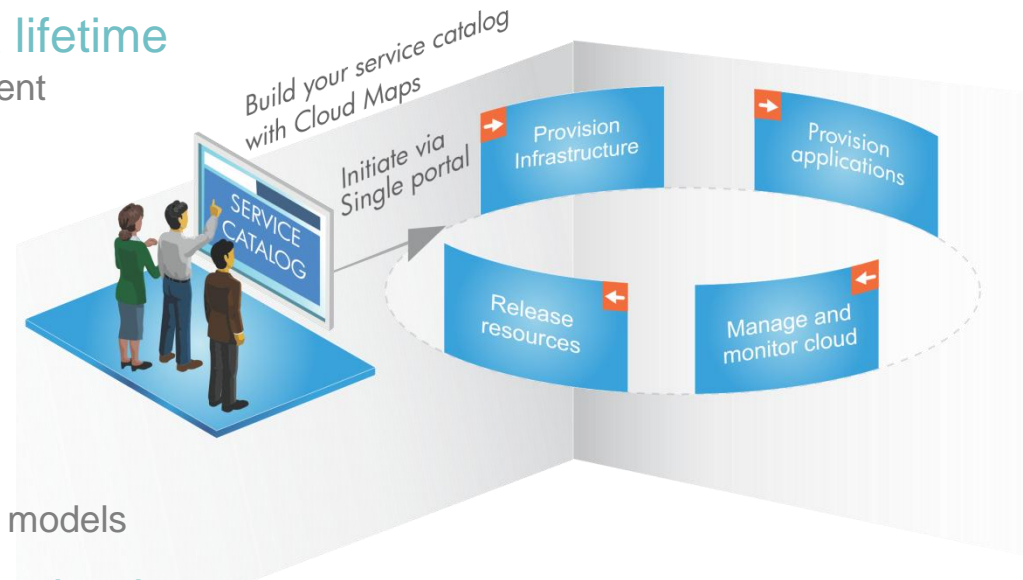 lifetime
ent
Build your service catalog
with Cloud Maps
Initiate via
Single portal
SERVICE
CATALOG
Provision
Infrastructure
Provision
applications
Release
resources
Manage and
monitor cloud
models